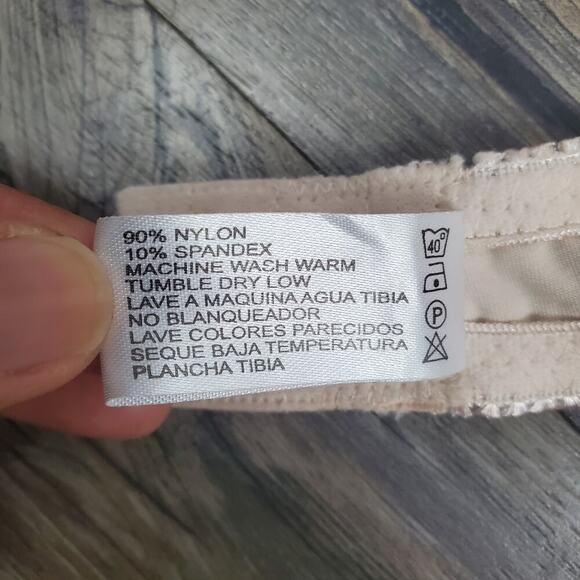 90% NYLON
10% SPANDEX
MACHINE WASH WARM
TUMBLE DRY LOW
LAVE A MAQUINA AGUA TIBIA
NO BLANQUEADOR
LAVE COLORES PARECIDOS
SEQUE BAJA TEMPERATURA
PLANCHA TIBIA
40°
P